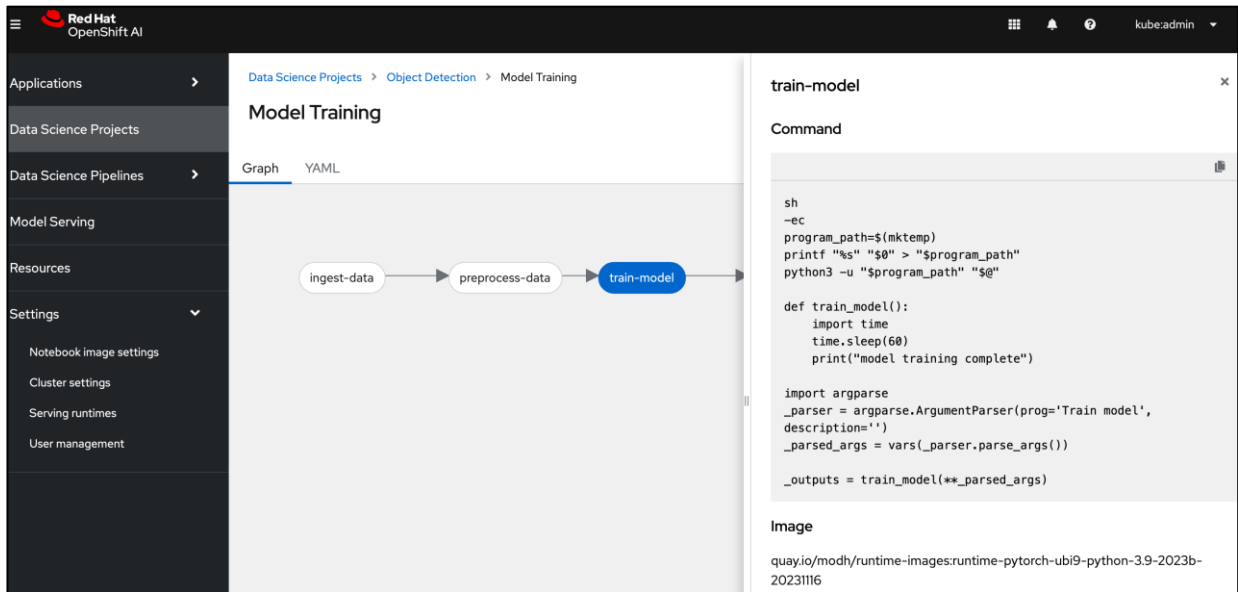 Red Hat
OpenShift AI
kube:admin
Applications
Data Science Projects
Data Science Pipelines
Model Serving
Resources
Settings
Notebook image settings
Cluster settings
Serving runtimes
User management
Data Science Projects > Object Detection > Model Training
Model Training
Graph YAML
ingest-data preprocess-data train-model
train-model
Command
sh
-ec
program_path=$(mktemp)
printf "%s" "$0" > "$program_path"
python3 -u "$program_path" "$@"
def train_model():
    import time
    time.sleep(60)
    print("model training complete")
import argparse
_parser = argparse.ArgumentParser(prog='Train model',
description='')
_parsed_args = vars(_parser.parse_args())
_outputs = train_model(**_parsed_args)
Image
quay.io/modh/runtime-images:runtime-pytorch-ubi9-python-3.9-2023b-
20231116